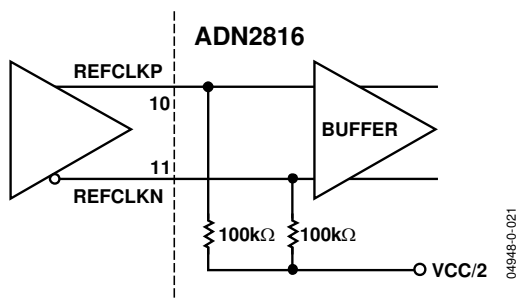 ADN2816
REFCLKP
10
BUFFER
11
REFCLKN
100kΩ
100kΩ
VCC/2
04948-0-021